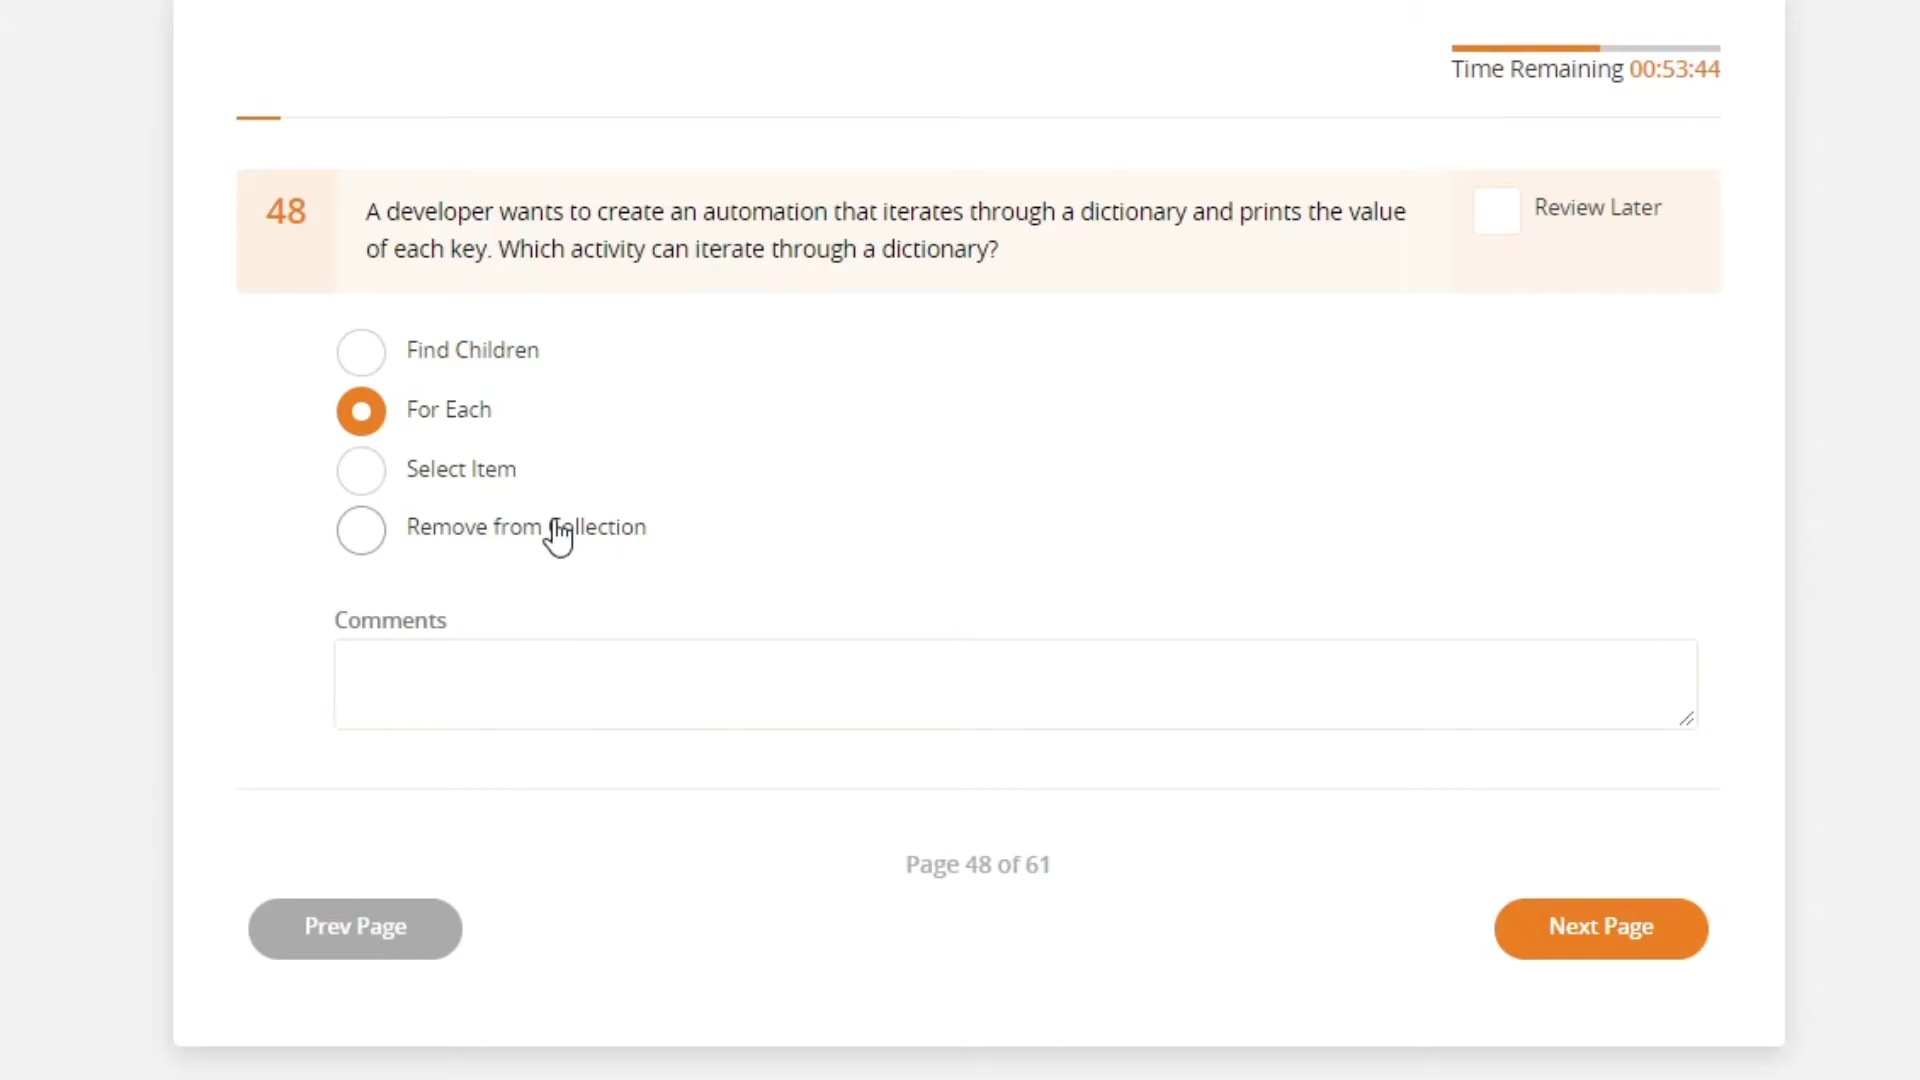 Time Remaining 00:53:44
48
A developer wants to create an automation that iterates through a dictionary and prints the value
of each key. Which activity can iterate through a dictionary?
Review Later
Find Children
For Each
Select Item
Remove from Collection
Comments
Page 48 of 61
Prev Page
Next Page